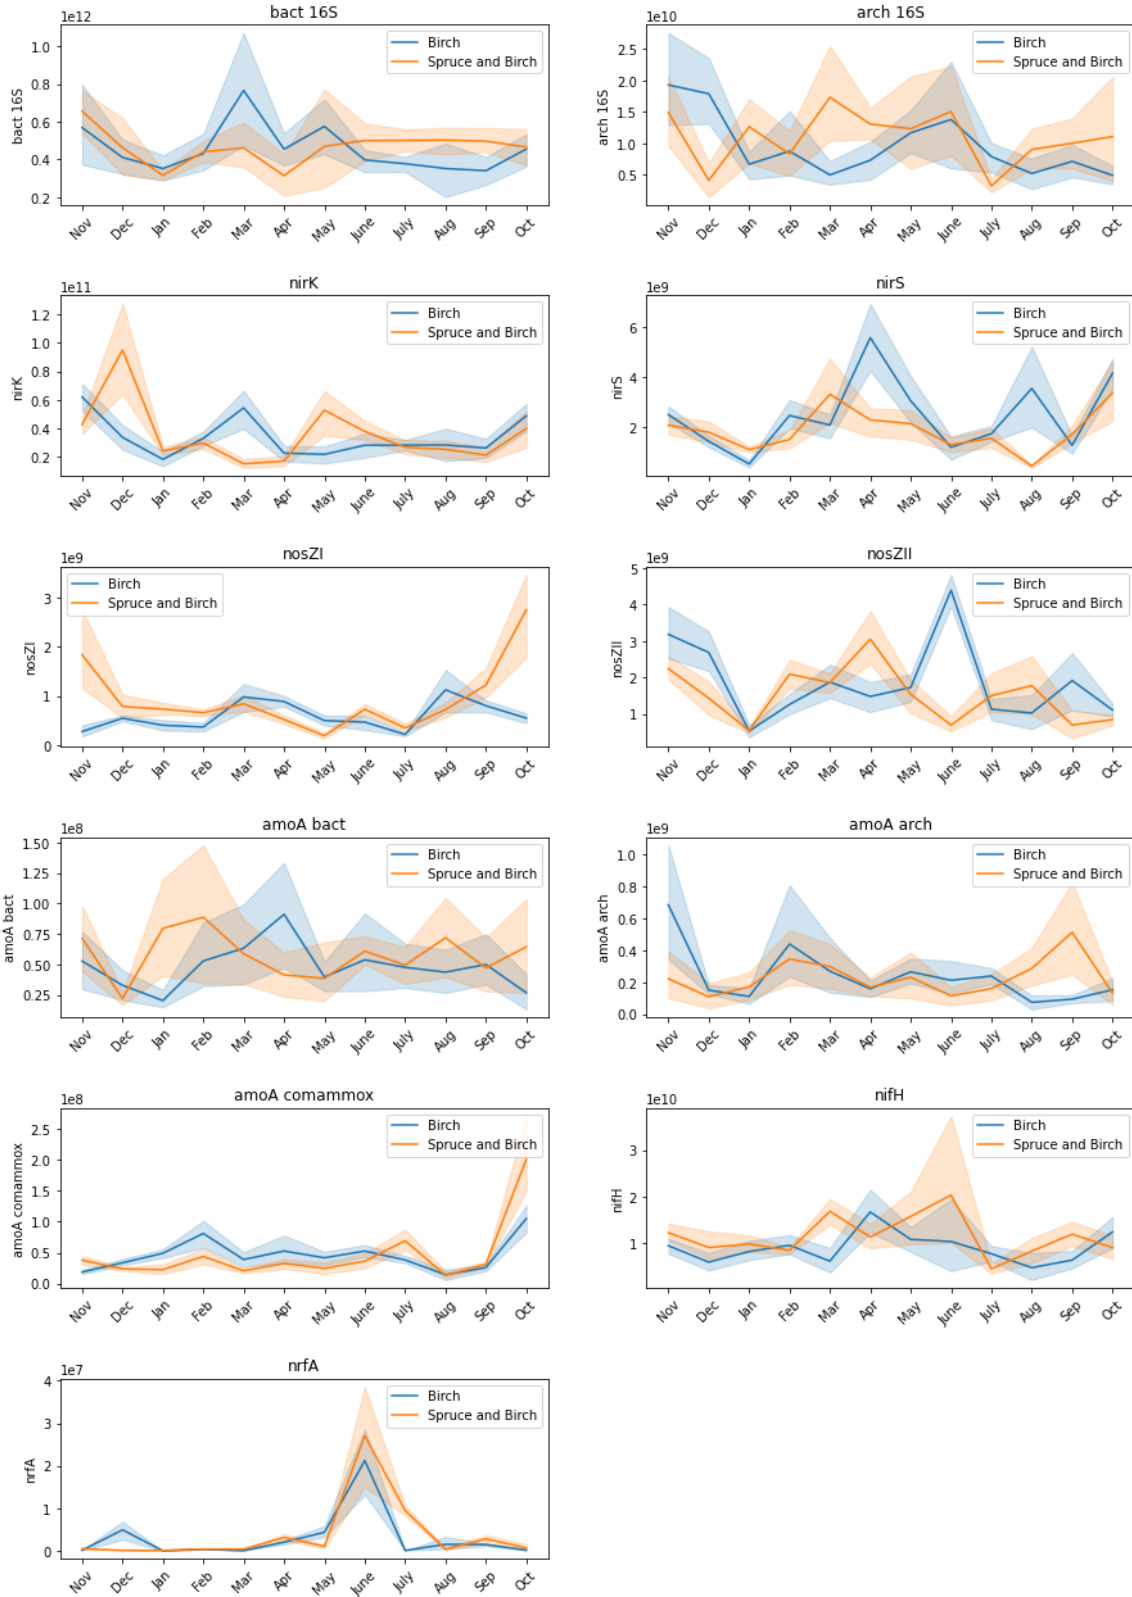 bact 16S
1e12
bact 16S
1.0
0.8
0.6
0.4
0.2
Birch
Spruce and Birch
Nov Dec Jan Feb Mar Apr May June July Aug Sep Oct
arch 16S
1e10
arch 16S
2.5
2.0
1.5
1.0
0.5
Birch
Spruce and Birch
Nov Dec Jan Feb Mar Apr May June July Aug Sep Oct
nirK
1e11
nirK
1.2
1.0
0.8
0.6
0.4
0.2
Birch
Spruce and Birch
Nov Dec Jan Feb Mar Apr May June July Aug Sep Oct
nirS
1e9
nirS
6
4
2
Birch
Spruce and Birch
Nov Dec Jan Feb Mar Apr May June July Aug Sep Oct
nosZI
1e9
nosZI
3
2
1
0
Birch
Spruce and Birch
Nov Dec Jan Feb Mar Apr May June July Aug Sep Oct
nosZII
1e9
nosZII
5
4
3
2
1
Birch
Spruce and Birch
Nov Dec Jan Feb Mar Apr May June July Aug Sep Oct
amoA bact
1e8
amoA bact
1.50
1.25
1.00
0.75
0.50
0.25
Birch
Spruce and Birch
Nov Dec Jan Feb Mar Apr May June July Aug Sep Oct
amoA arch
1e9
amoA arch
1.0
0.8
0.6
0.4
0.2
0.0
Birch
Spruce and Birch
Nov Dec Jan Feb Mar Apr May June July Aug Sep Oct
amoA comammox
1e8
amoA comammox
2.5
2.0
1.5
1.0
0.5
0.0
Birch
Spruce and Birch
Nov Dec Jan Feb Mar Apr May June July Aug Sep Oct
nifH
1e10
nifH
3
2
1
Birch
Spruce and Birch
Nov Dec Jan Feb Mar Apr May June July Aug Sep Oct
nrfA
1e7
nrfA
4
3
2
1
0
Birch
Spruce and Birch
Nov Dec Jan Feb Mar Apr May June July Aug Sep Oct